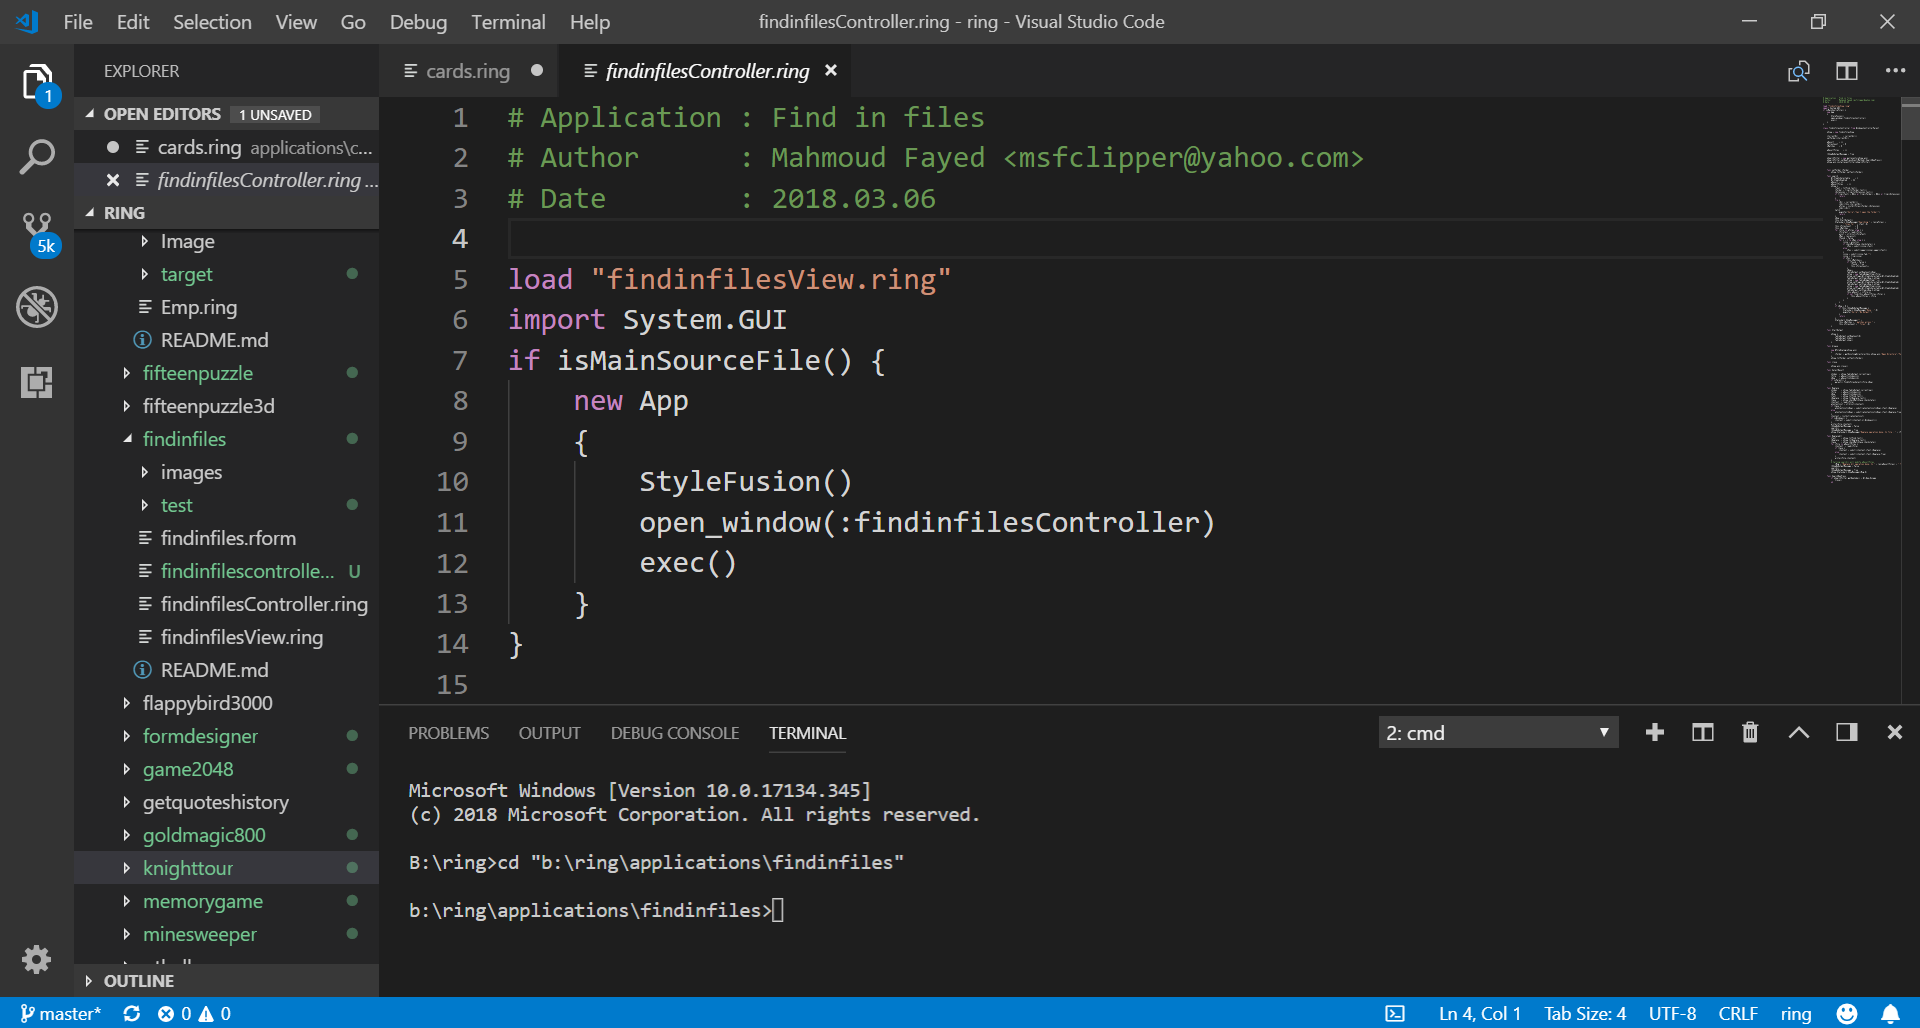 File Edit Selection View Go Debug Terminal Help findinfilesController.ring - ring - Visual Studio Code
EXPLORER
1
OPEN EDITORS 1 UNSAVED
cards.ring applications\c...
findinfilesController.ring ...
RING
5k
Image
target
Emp.ring
README.md
fifteenpuzzle
fifteenpuzzle3d
findinfiles
images
test
findinfiles.rform
findinfilescontrolle... U
findinfilesController.ring
findinfilesView.ring
README.md
flappybird3000
formdesigner
game2048
getquoteshistory
goldmagic800
knighttour
memorygame
minesweeper
OUTLINE
cards.ring findinfilesController.ring
1 # Application : Find in files
2 # Author : Mahmoud Fayed <msfclipper@yahoo.com>
3 # Date : 2018.03.06
4
5 load "findinfilesView.ring"
6 import System.GUI
7 if isMainSourceFile() {
8 new App
9 {
10 StyleFusion()
11 open_window(:findinfilesController)
12 exec()
13 }
14 }
15
PROBLEMS OUTPUT DEBUG CONSOLE TERMINAL 2: cmd
Microsoft Windows [Version 10.0.17134.345]
(c) 2018 Microsoft Corporation. All rights reserved.
B:\ring>cd "b:\ring\applications\findinfiles"
b:\ring\applications\findinfiles>
master* 0 0 Ln 4, Col 1 Tab Size: 4 UTF-8 CRLF ring